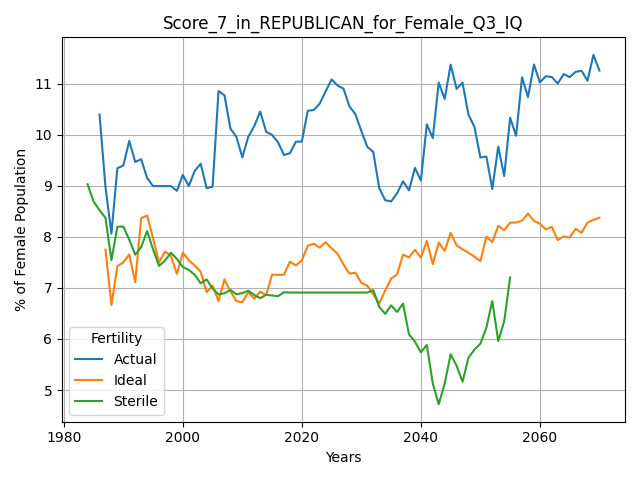 Score_7_in_REPUBLICAN_for_Female_Q3_IQ
% of Female Population
11
10
9
8
7
6
5
Fertility
Actual
Ideal
Sterile
1980
2000
2020
2040
2060
Years